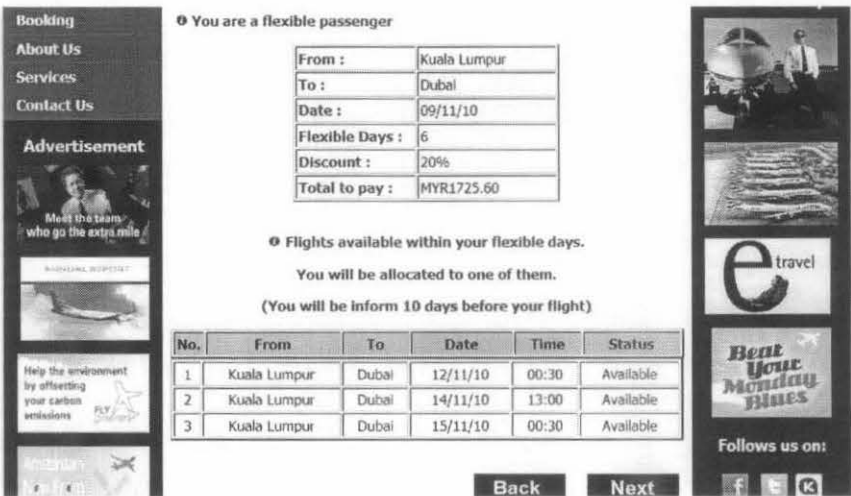 Booking
About Us
Services
Contact Us
Advertisement
Meet the team
who go the extra mile
Help the environment
by offsetting
your carbon
emissions
FLY
You are a flexible passenger
From : Kuala Lumpur
To : Dubai
Date : 09/11/10
Flexible Days : 6
Discount : 20%
Total to pay : MYR1725.60
Flights available within your flexible days.
You will be allocated to one of them.
(You will be inform 10 days before your flight)
No. From To Date Time Status
1 Kuala Lumpur Dubai 12/11/10 00:30 Available
2 Kuala Lumpur Dubai 14/11/10 13:00 Available
3 Kuala Lumpur Dubai 15/11/10 00:30 Available
Back Next
e travel
Beat
Your
Monday
Blues
Follows us on:
f t K